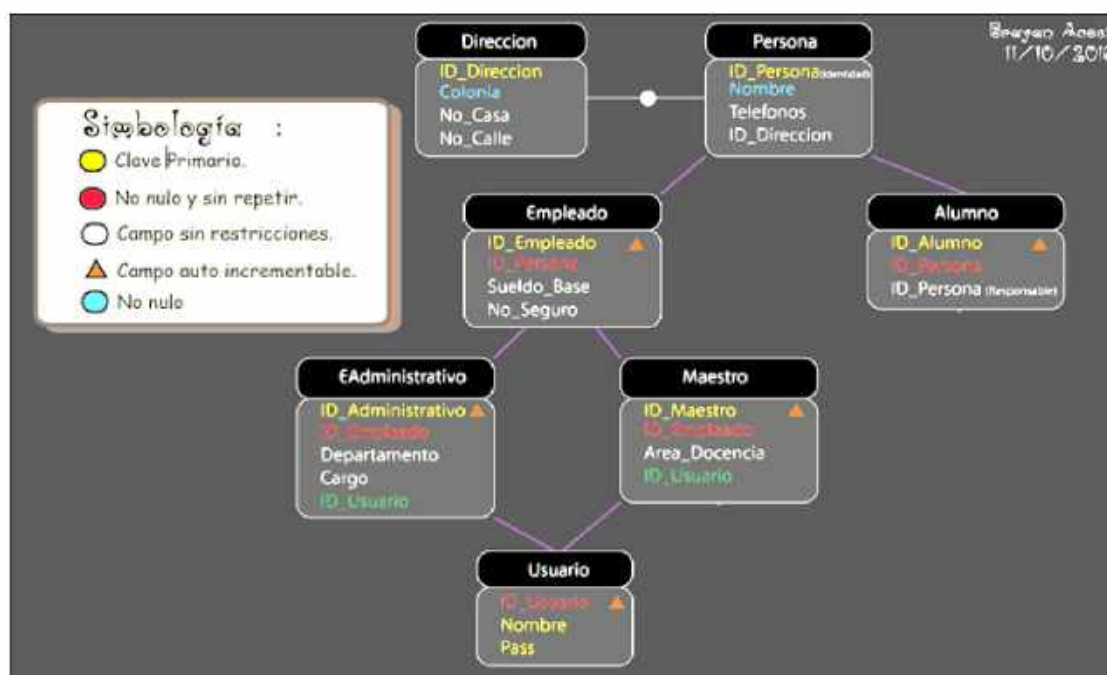 Direccion
ID_Direccion
Colonia
No_Casa
No_Calle
Persona
ID_Persona (Identidad)
Nombre
Telefonos
ID_Direccion
11/10/201
Simbología :
Clave Primaria.
No nulo y sin repetir.
Campo sin restricciones.
Campo auto incrementable.
No nulo
Empleado
ID_Empleado
ID_Persona
Sueldo_Base
No_Seguro
Alumno
ID_Alumno
ID_Persona
ID_Persona (Responsable)
EAdministrativo
ID_Administrativo
ID_Empleado
Departamento
Cargo
ID_Usuario
Maestro
ID_Maestro
ID_Empleado
Area_Docencia
ID_Usuario
Usuario
ID_Usuario
Nombre
Pass